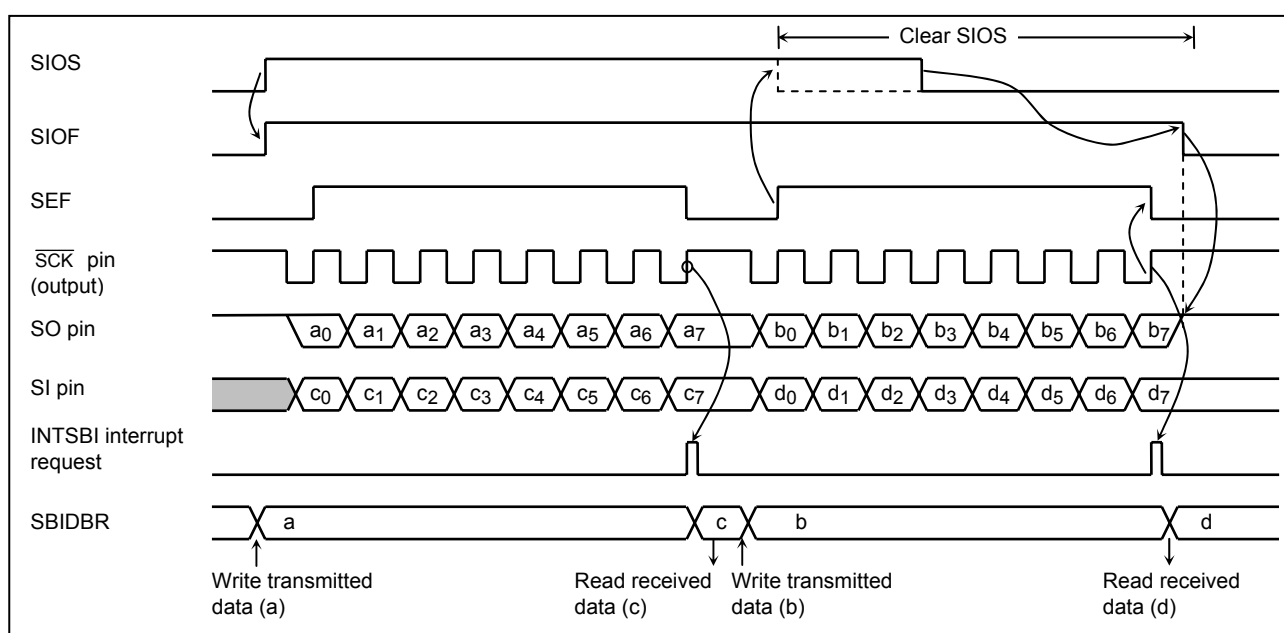 Clear SIOS
SIOS
SIOF
SEF
SCK pin
(output)
SO pin
a0 a1 a2 a3 a4 a5 a6 a7 b0 b1 b2 b3 b4 b5 b6 b7
SI pin
c0 c1 c2 c3 c4 c5 c6 c7 d0 d1 d2 d3 d4 d5 d6 d7
INTSBI interrupt
request
SBIDBR
a c b d
Write transmitted
data (a)
Read received
data (c)
Write transmitted
data (b)
Read received
data (d)